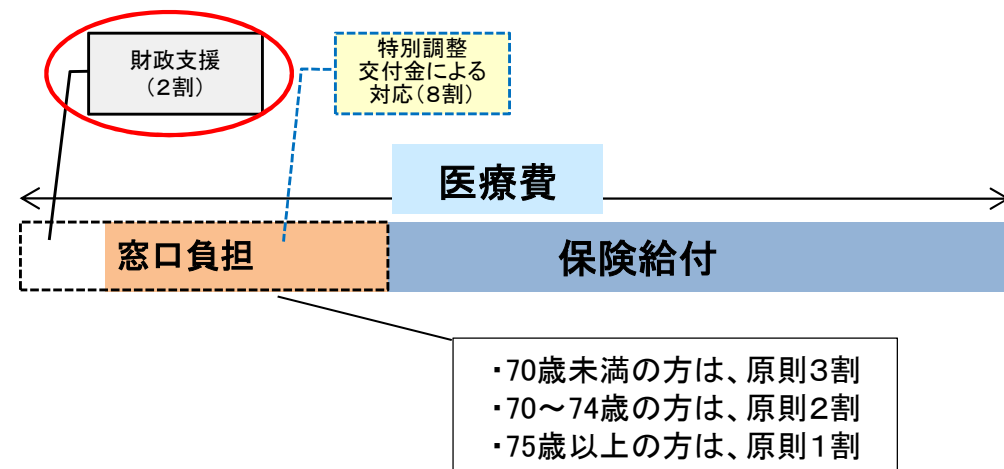 財政支援
（２割）
特別調整
交付金による
対応（８割）
医療費
窓口負担
保険給付
・70歳未満の方は、原則３割
・70～74歳の方は、原則２割
・75歳以上の方は、原則１割